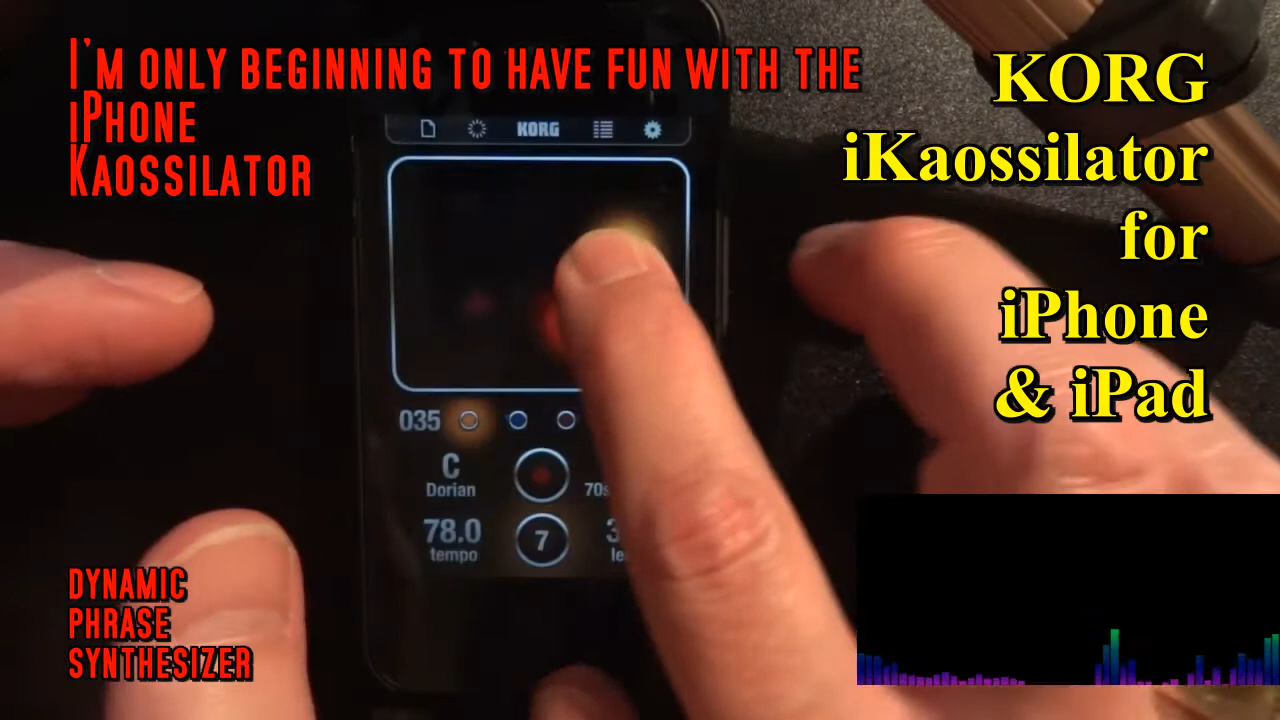 I'm only beginning to have fun with the
iPhone
Kaossilator
KORG
iKaossilator
for
iPhone
& iPad
KORG
035
C
Dorian
78.0
tempo
7
dynamic
phrase
synthesizer